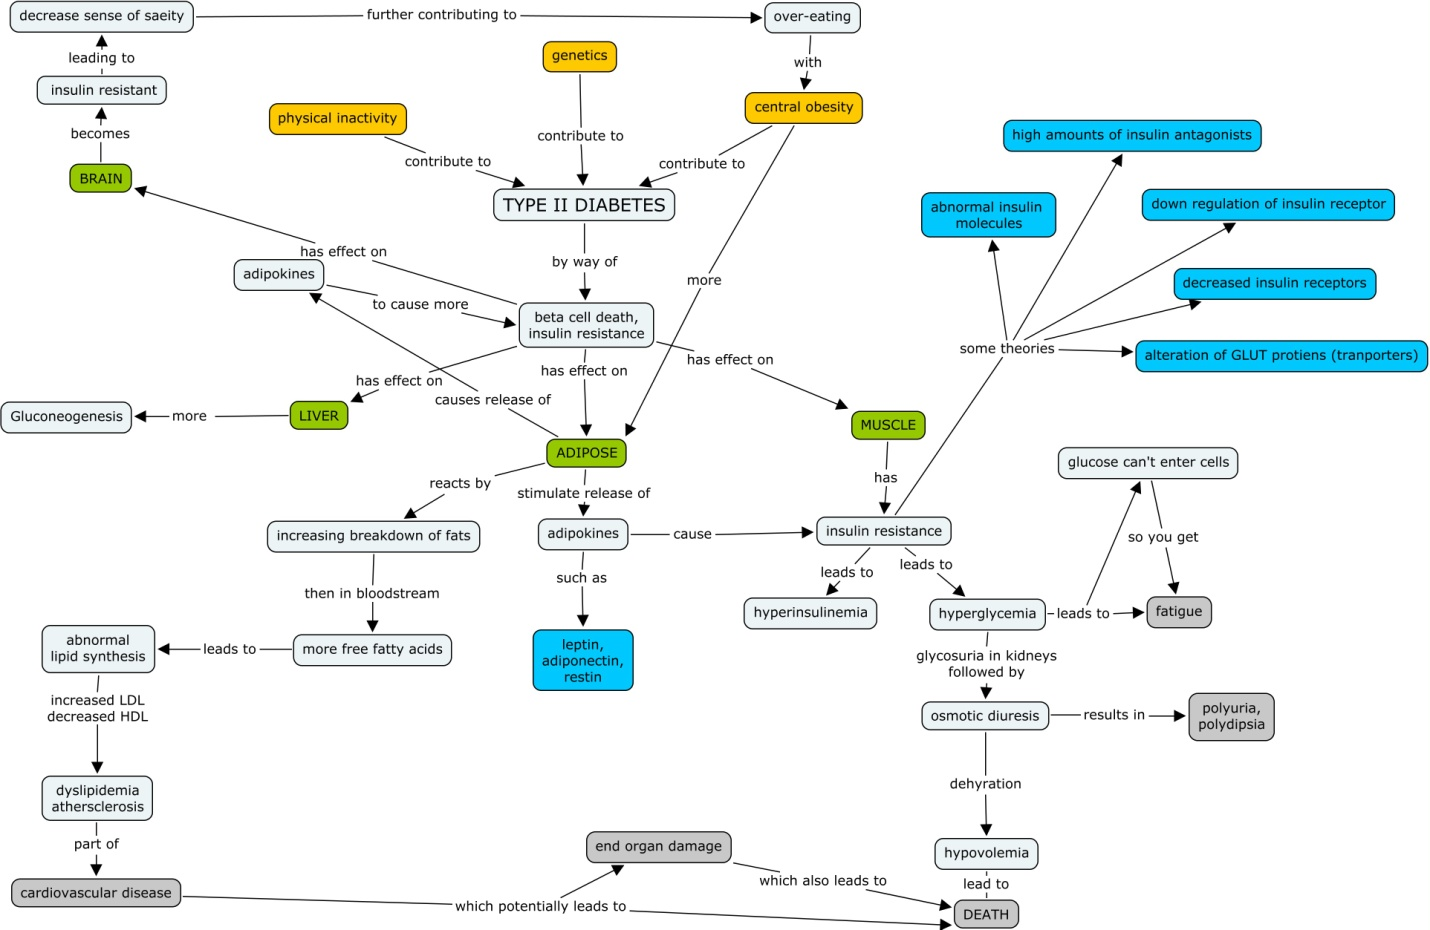 decrease sense of saeity
further contributing to
over-eating
leading to
genetics
with
insulin resistant
physical inactivity
central obesity
becomes
contribute to
contribute to
contribute to
high amounts of insulin antagonists
BRAIN
TYPE II DIABETES
abnormal insulin
molecules
down regulation of insulin receptor
has effect on
by way of
adipokines
more
decreased insulin receptors
to cause more
beta cell death,
insulin resistance
some theories
alteration of GLUT protiens (tranporters)
has effect on
has effect on
has effect on
causes release of
Gluconeogenesis
more
LIVER
MUSCLE
ADIPOSE
glucose can't enter cells
reacts by
stimulate release of
has
increasing breakdown of fats
adipokines
cause
insulin resistance
so you get
leads to
leads to
such as
then in bloodstream
hyperinsulinemia
hyperglycemia
leads to
fatigue
abnormal
lipid synthesis
leads to
more free fatty acids
leptin,
adiponectin,
restin
glycosuria in kidneys
followed by
increased LDL
decreased HDL
osmotic diuresis
results in
polyuria,
polydipsia
dehyration
dyslipidemia
athersclerosis
part of
end organ damage
hypovolemia
which also leads to
lead to
cardiovascular disease
which potentially leads to
DEATH